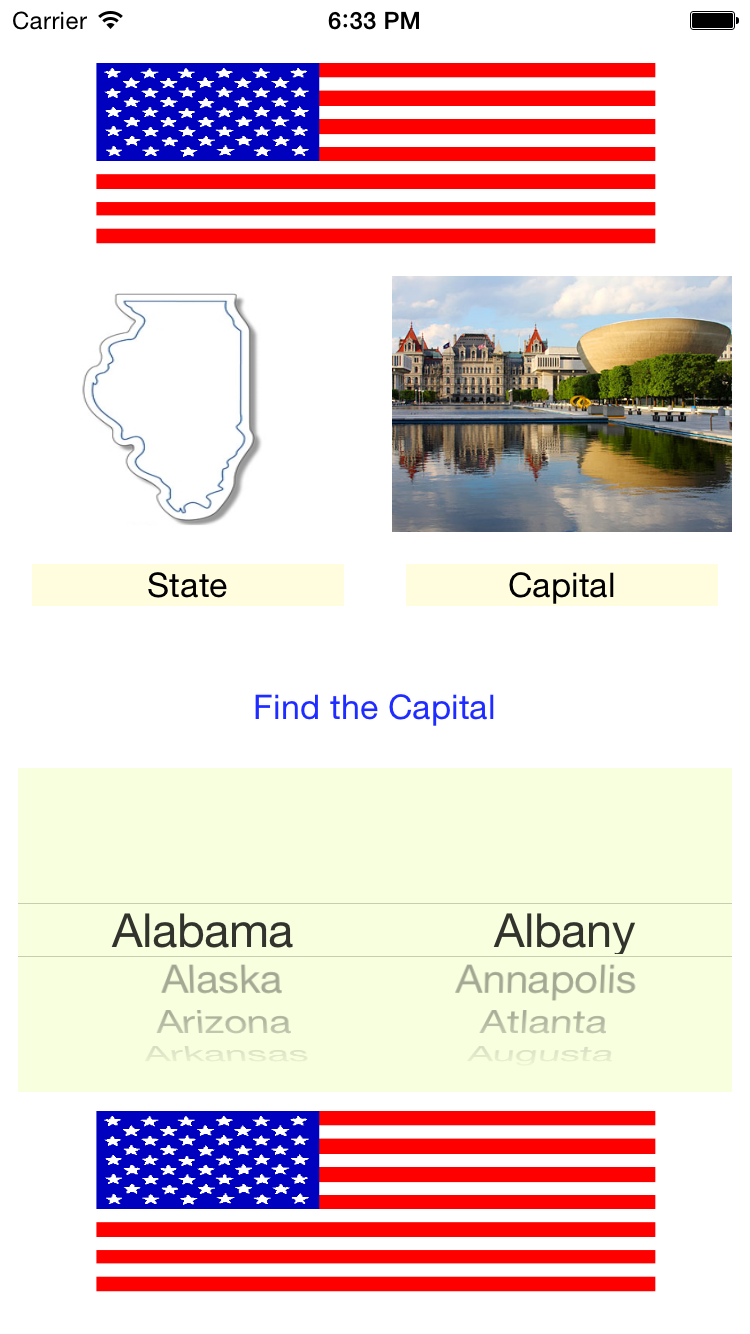 Carrier 6:33 PM
State Capital
Find the Capital
Alabama Albany
Alaska Annapolis
Arizona Atlanta
Arkansas Augusta